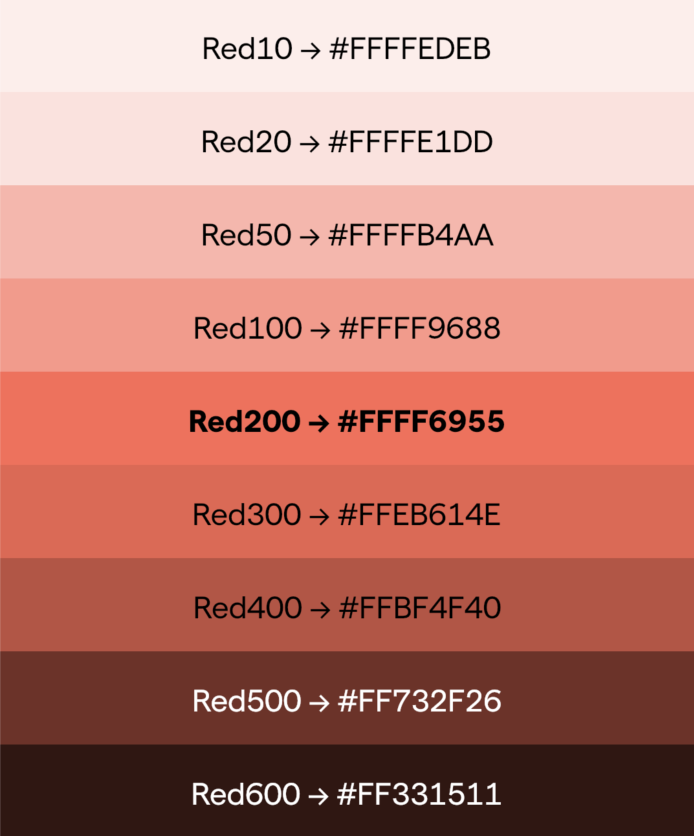 Red10 → #FFFFEDEB
Red20 → #FFFFE1DD
Red50 → #FFFFB4AA
Red100 → #FFFF9688
Red200 → #FFFF6955
Red300 → #FFEB614E
Red400 → #FFBF4F40
Red500 → #FF732F26
Red600 → #FF331511